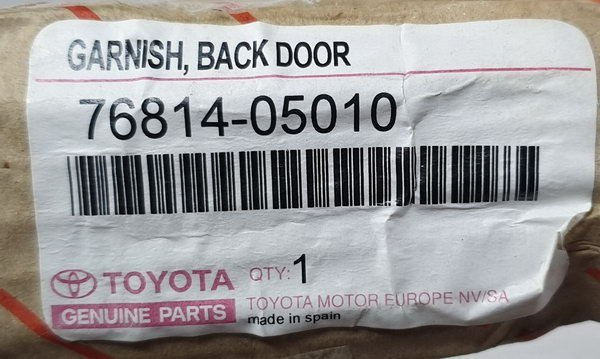 GARNISH, BACK DOOR
76814-05010
TOYOTA QTY: 1
GENUINE PARTS TOYOTA MOTOR EUROPE NV/SA
made in spain